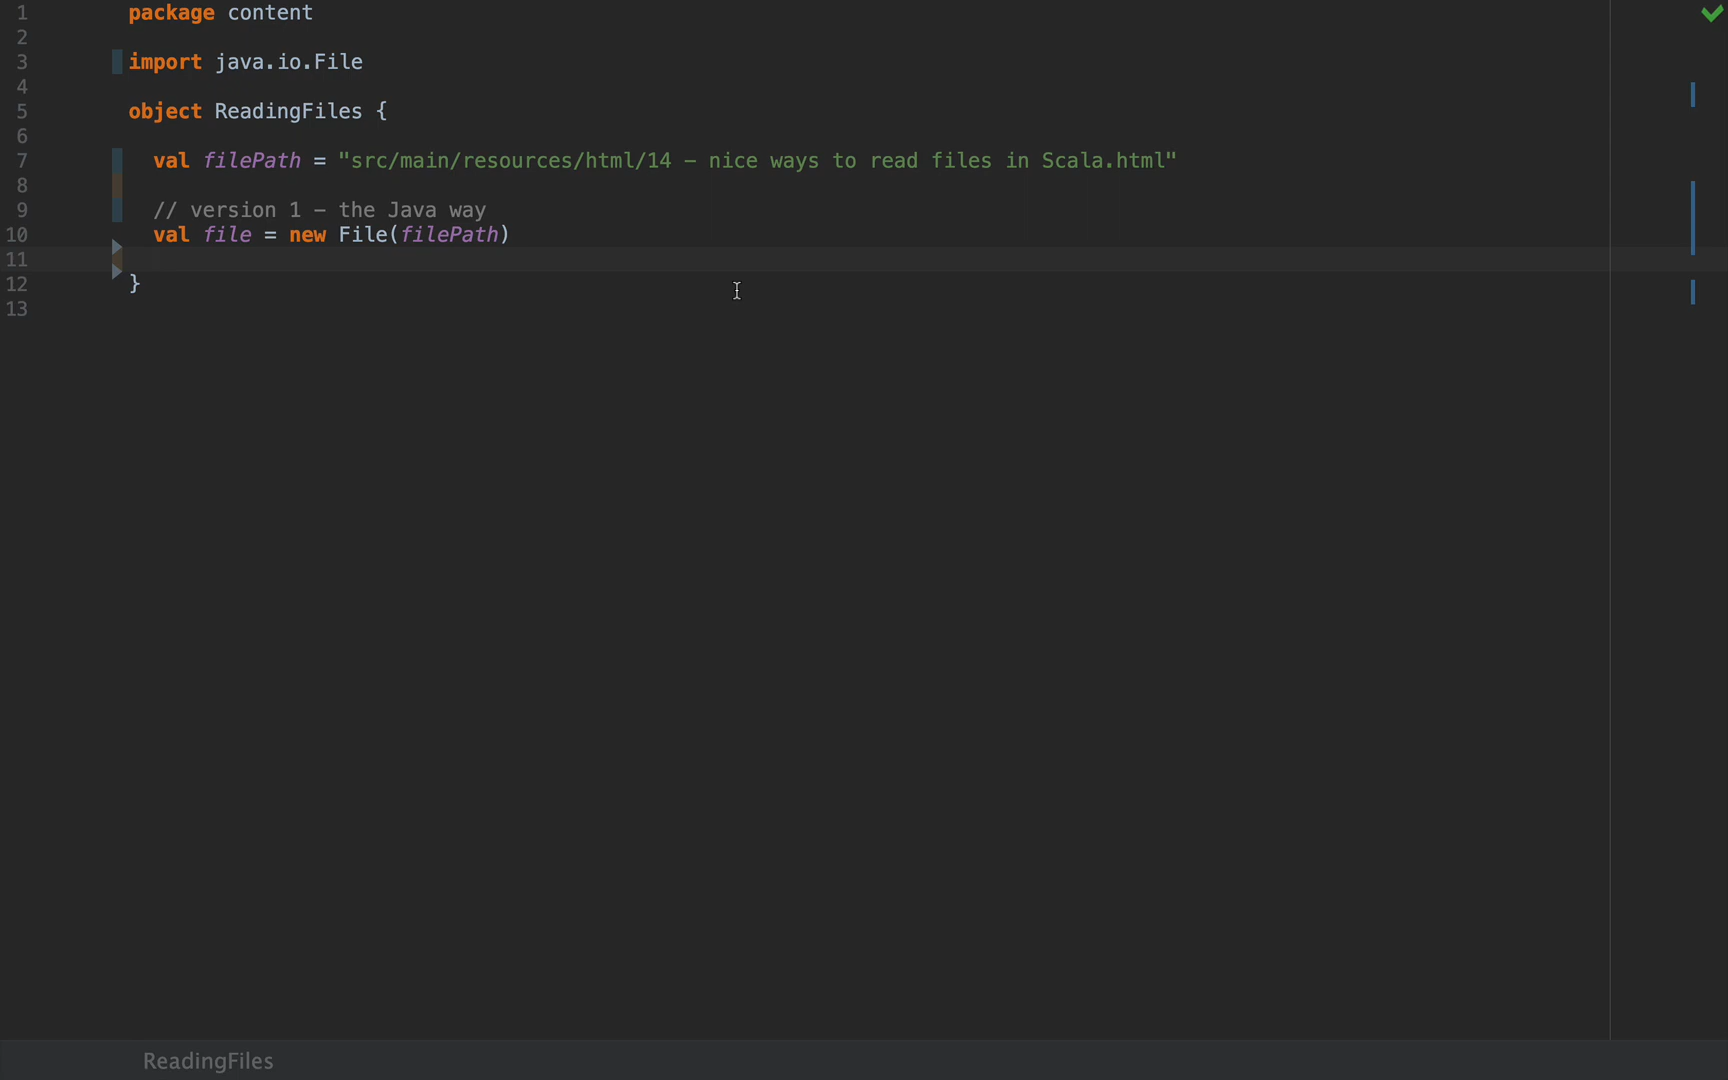 1 package content
2
3 import java.io.File
4
5 object ReadingFiles {
6
7 val filePath = "src/main/resources/html/14 – nice ways to read files in Scala.html"
8
9 // version 1 – the Java way
10 val file = new File(filePath)
11
12 }
13
ReadingFiles